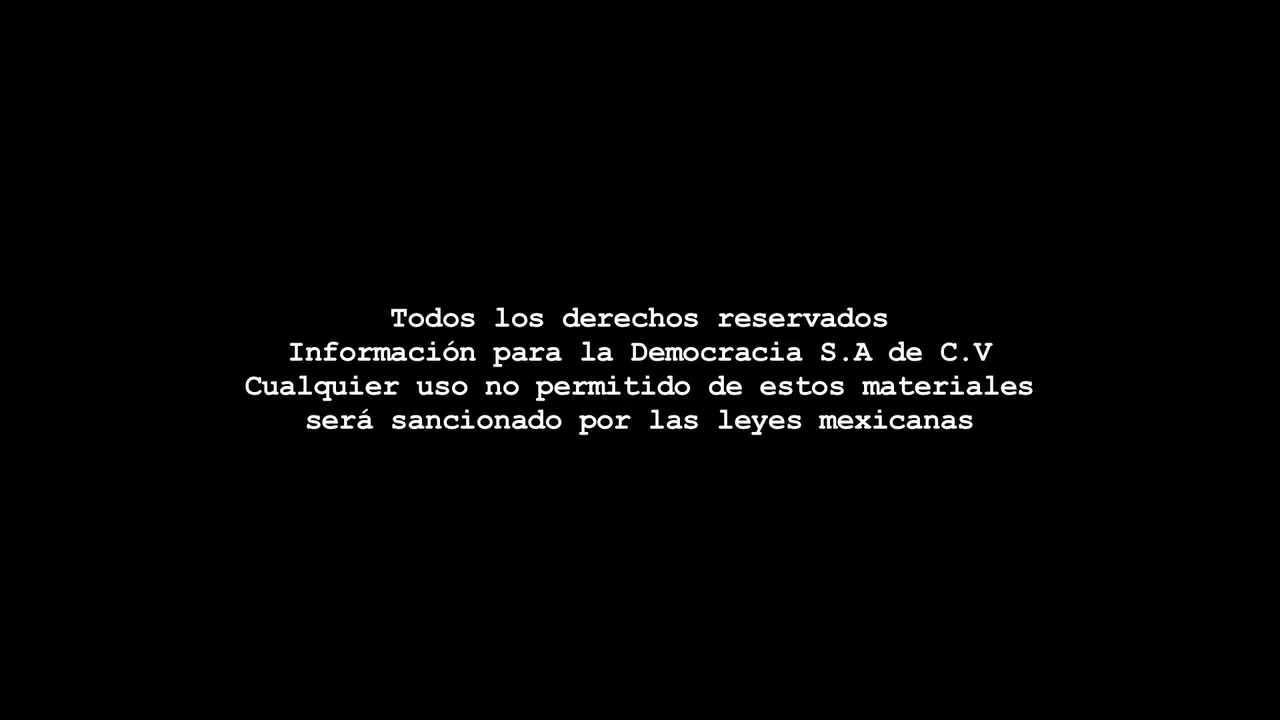 Todos los derechos reservados
Información para la Democracia S.A de C.V
Cualquier uso no permitido de estos materiales
será sancionado por las leyes mexicanas